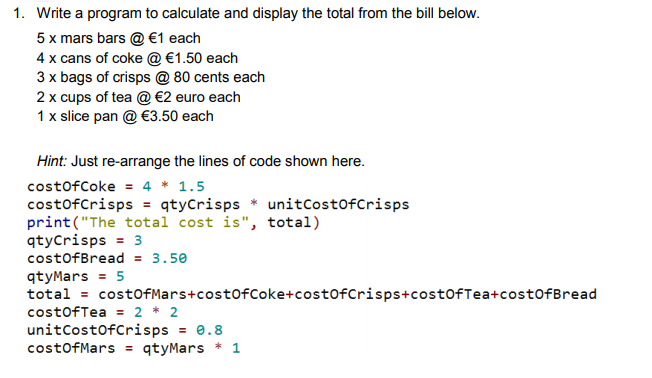 1. Write a program to calculate and display the total from the bill below.
5 x mars bars @ €1 each
4 x cans of coke @ €1.50 each
3 x bags of crisps @ 80 cents each
2 x cups of tea @ €2 euro each
1 x slice pan @ €3.50 each
Hint: Just re-arrange the lines of code shown here.
costOfCoke = 4 * 1.5
costOfCrisps = qtyCrisps * unitCostOfCrisps
print("The total cost is", total)
qtyCrisps = 3
costOfBread = 3.50
qtyMars = 5
total = costOfMars+costOfCoke+costOfCrisps+costOfTea+costOfBread
costOfTea = 2 * 2
unitCostOfCrisps = 0.8
costOfMars = qtyMars * 1